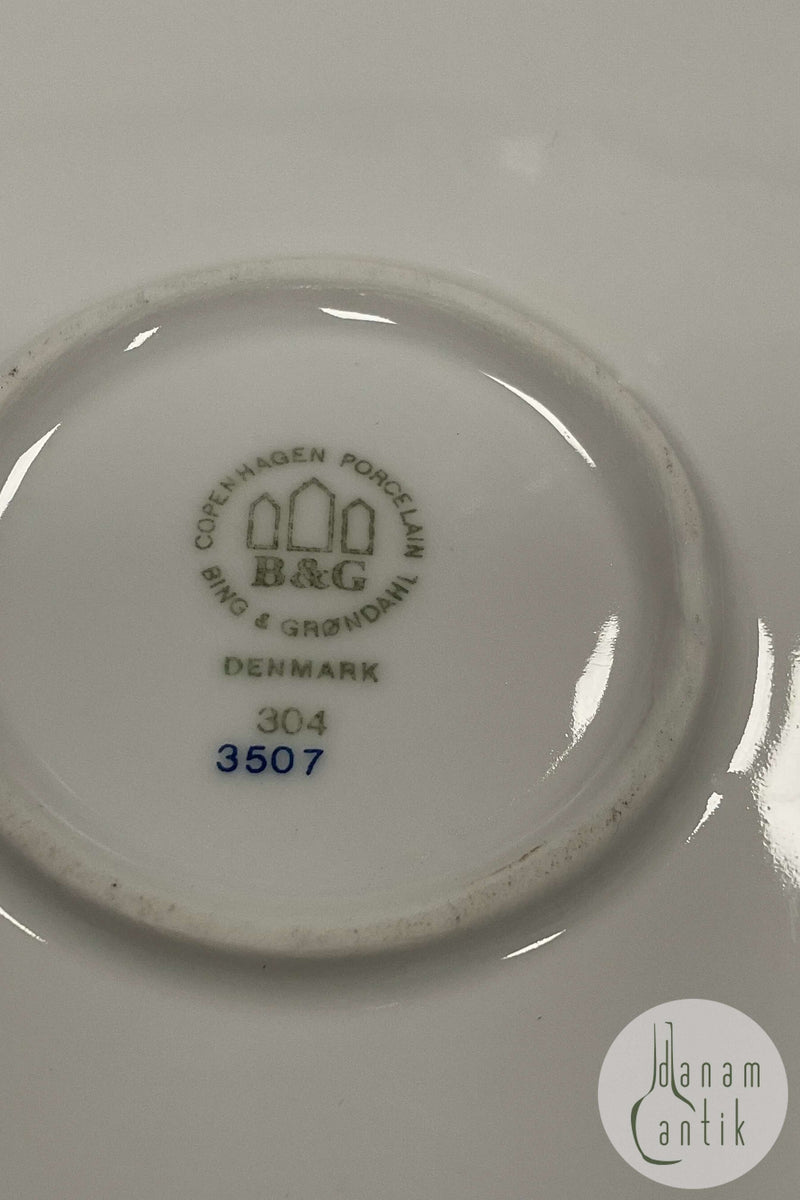 COPENHAGEN PORCELAIN
B&G
BING & GRØNDAHL
DENMARK
304
3507
danam
antik